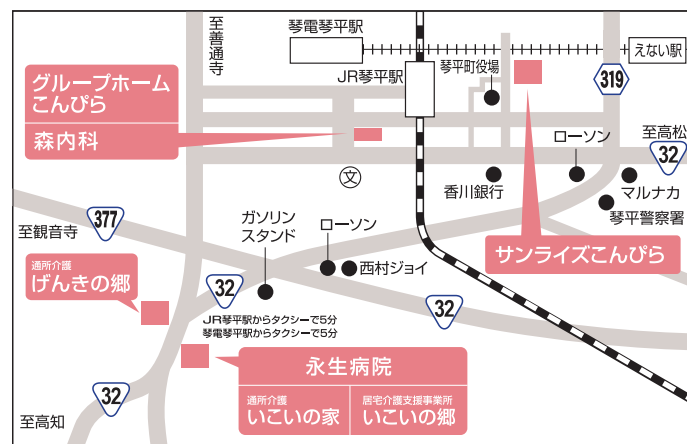 至善通寺
琴電琴平駅
えない駅
JR琴平駅
琴平町役場
319
グループホーム
こんぴら
森内科
至高松
32
文
香川銀行
ローソン
マルナカ
琴平警察署
377
至観音寺
ガソリン
スタンド
ローソン
西村ジョイ
サンライズこんぴら
通所介護
げんきの郷
32
32
JR琴平駅からタクシーで5分
琴電琴平駅からタクシーで5分
永生病院
通所介護
いこいの家
居宅介護支援事業所
いこいの郷
32
至高知